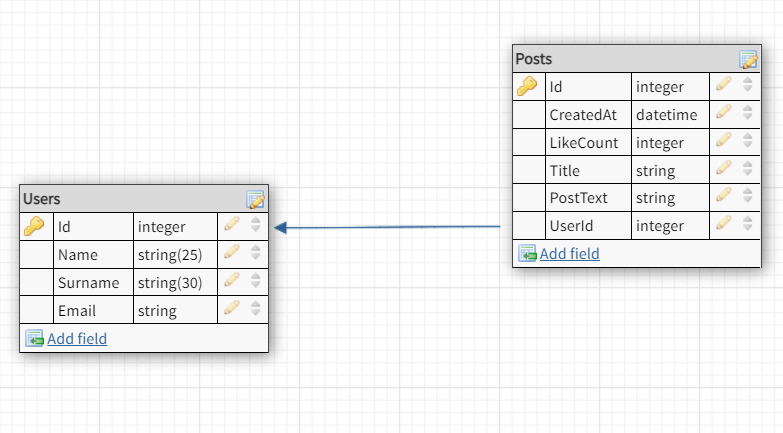 Posts
Id integer
CreatedAt datetime
LikeCount integer
Title string
PostText string
UserId integer
Add field
Users
Id integer
Name string(25)
Surname string(30)
Email string
Add field